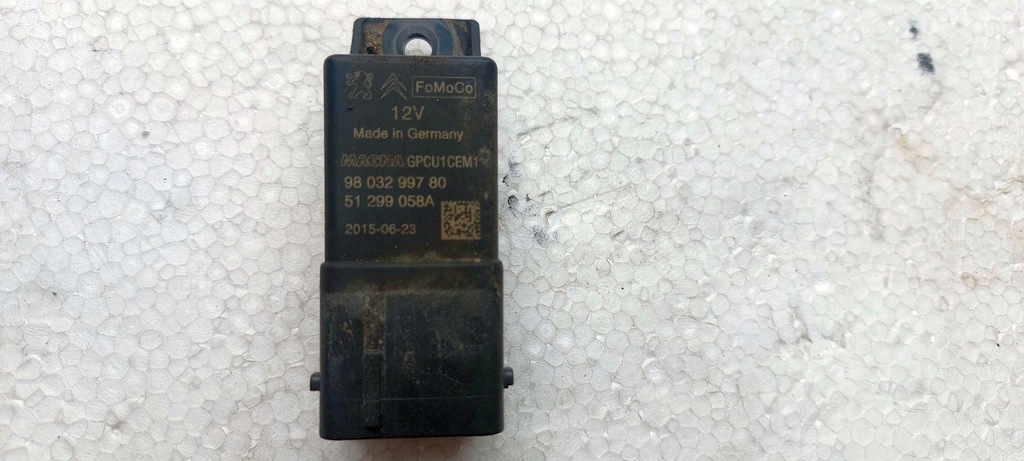 FoMoCo
12V
Made in Germany
MAGNA GPCU1CEM1
98 032 997 80
51 299 058A
2015-06-23